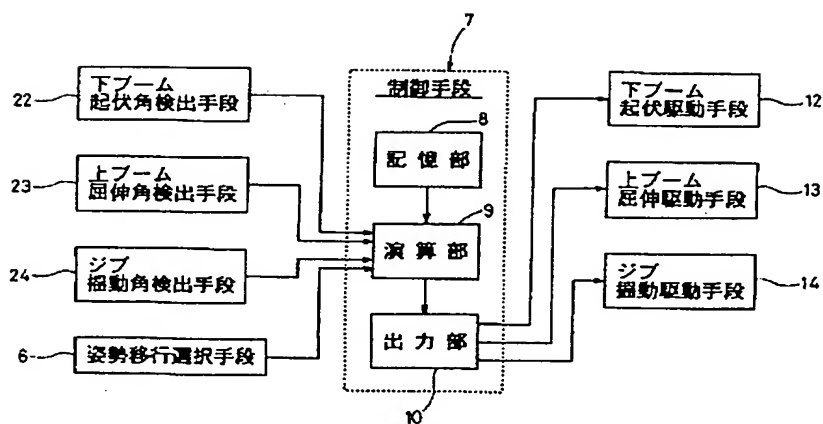 7
下ブーム
起伏角検出手段
22
上ブーム
屈伸角検出手段
23
ジブ
揺動角検出手段
24
姿勢移行選択手段
6
制御手段
8
記憶部
9
演算部
出力部
10
下ブーム
起伏駆動手段
12
上ブーム
屈伸駆動手段
13
ジブ
揺動駆動手段
14